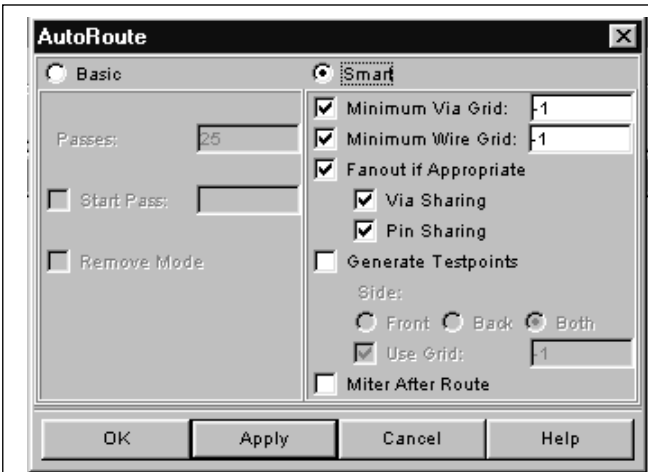 AutoRoute
Basic
Passes: 25
Start Pass:
Remove Mode
Smart
Minimum Via Grid: -1
Minimum Wire Grid: -1
Fanout if Appropriate
Via Sharing
Pin Sharing
Generate Testpoints
Side:
Front Back Both
Use Grid: -1
Miter After Route
OK Apply Cancel Help